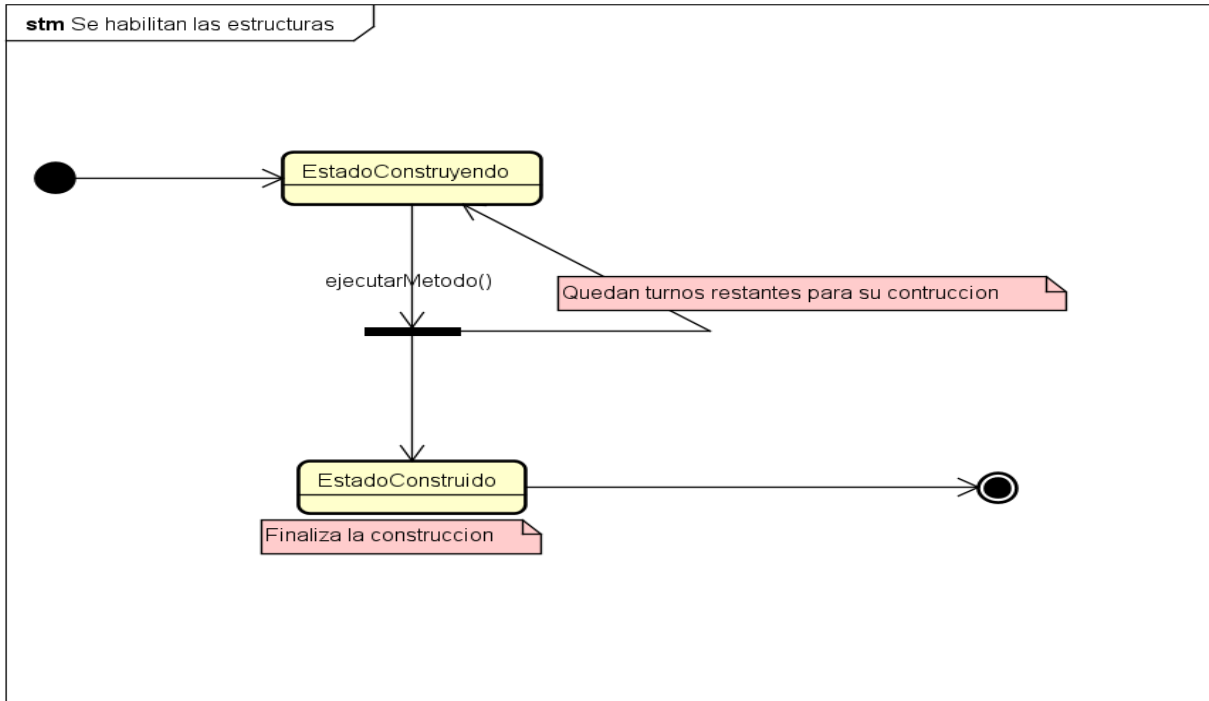 stm Se habilitan las estructuras
EstadoConstruyendo
ejecutarMetodo()
Quedan turnos restantes para su contruccion
EstadoConstruido
Finaliza la construccion